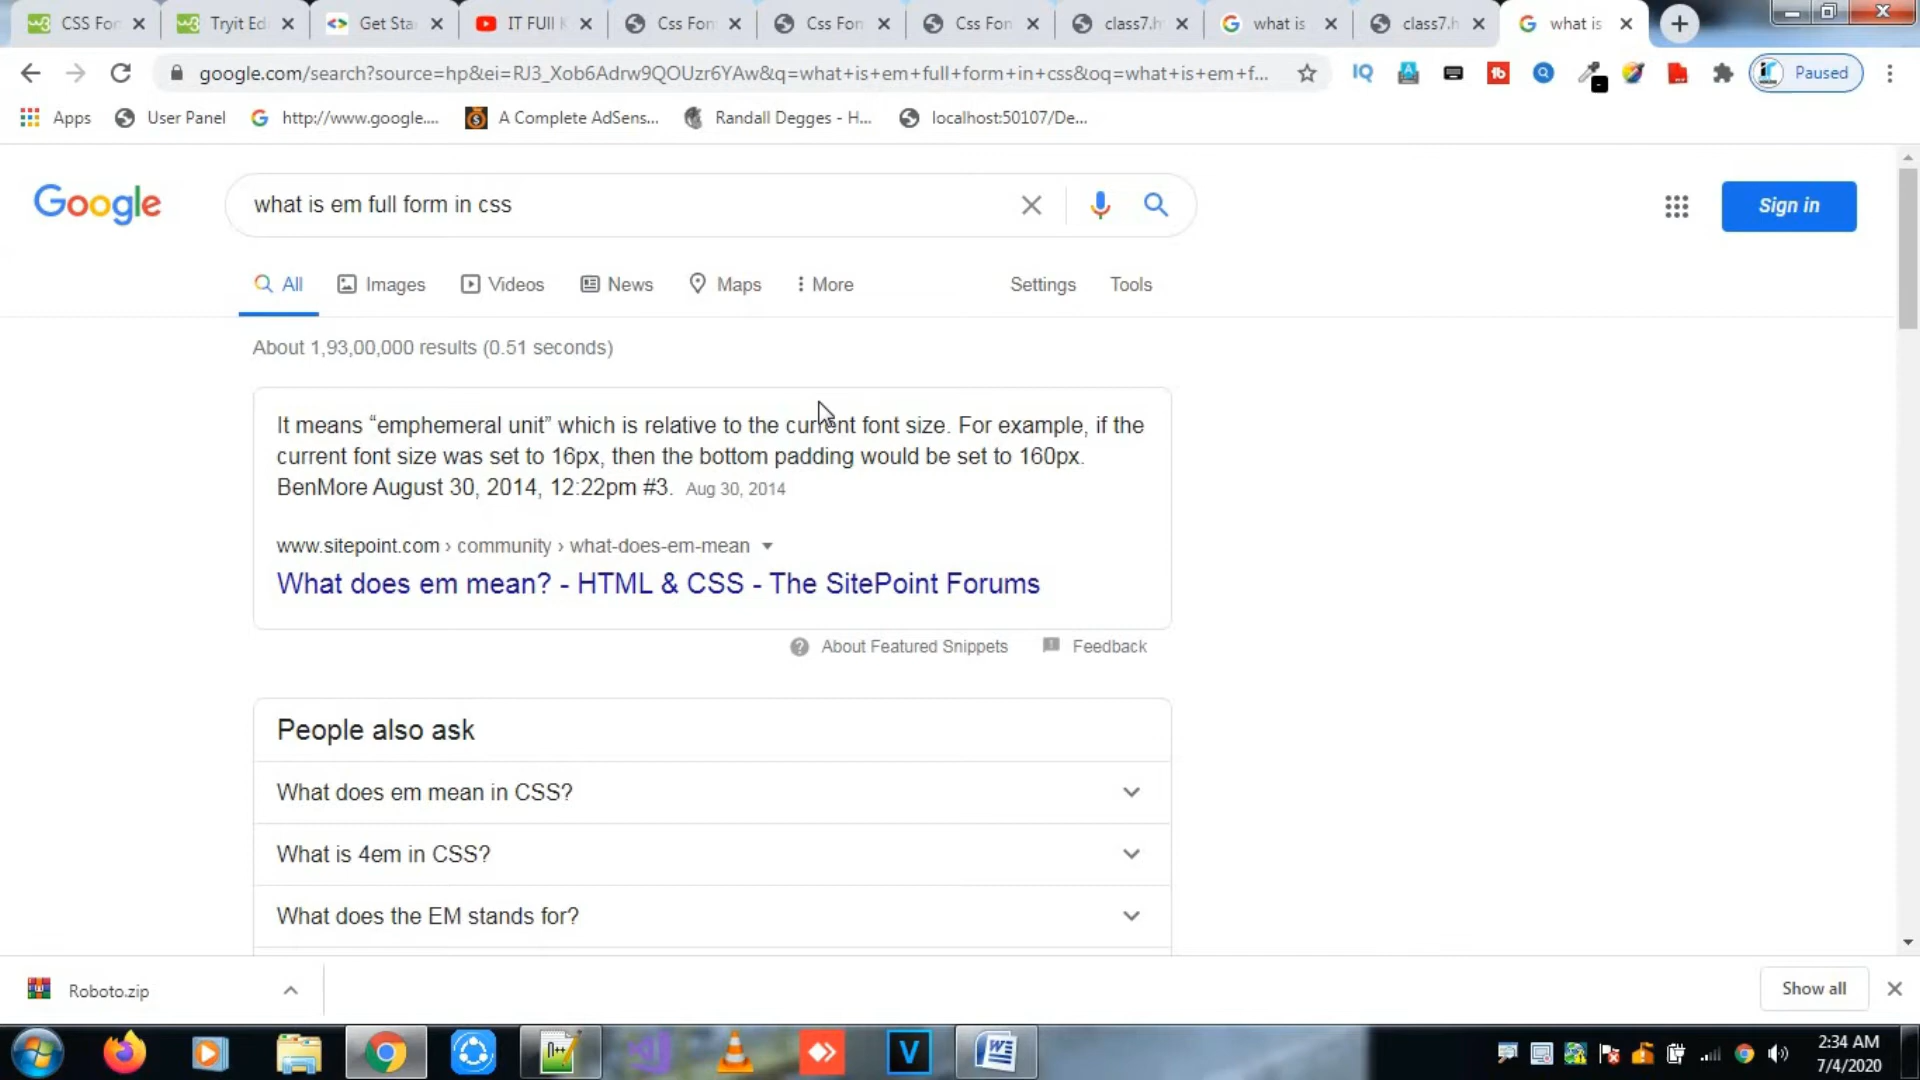 CSS For
Tryit Ed
Get Sta
IT FUll K
Css Fon
Css Fon
Css Fon
class7.h
what is
class7.h
what is
google.com/search?source=hp&ei=RJ3_Xob6Adrw9QOUzr6YAw&q=what+is+em+full+form+in+css&oq=what+is+em+f...
Paused
Apps
User Panel
http://www.google....
A Complete AdSens...
Randall Degges - H...
localhost:50107/De...
Google
what is em full form in css
Sign in
All
Images
Videos
News
Maps
More
Settings
Tools
About 1,93,00,000 results (0.51 seconds)
It means “emphemeral unit” which is relative to the current font size. For example, if the
current font size was set to 16px, then the bottom padding would be set to 160px.
BenMore August 30, 2014, 12:22pm #3. Aug 30, 2014
www.sitepoint.com › community › what-does-em-mean
What does em mean? - HTML & CSS - The SitePoint Forums
About Featured Snippets
Feedback
People also ask
What does em mean in CSS?
What is 4em in CSS?
What does the EM stands for?
Roboto.zip
Show all
2:34 AM
7/4/2020